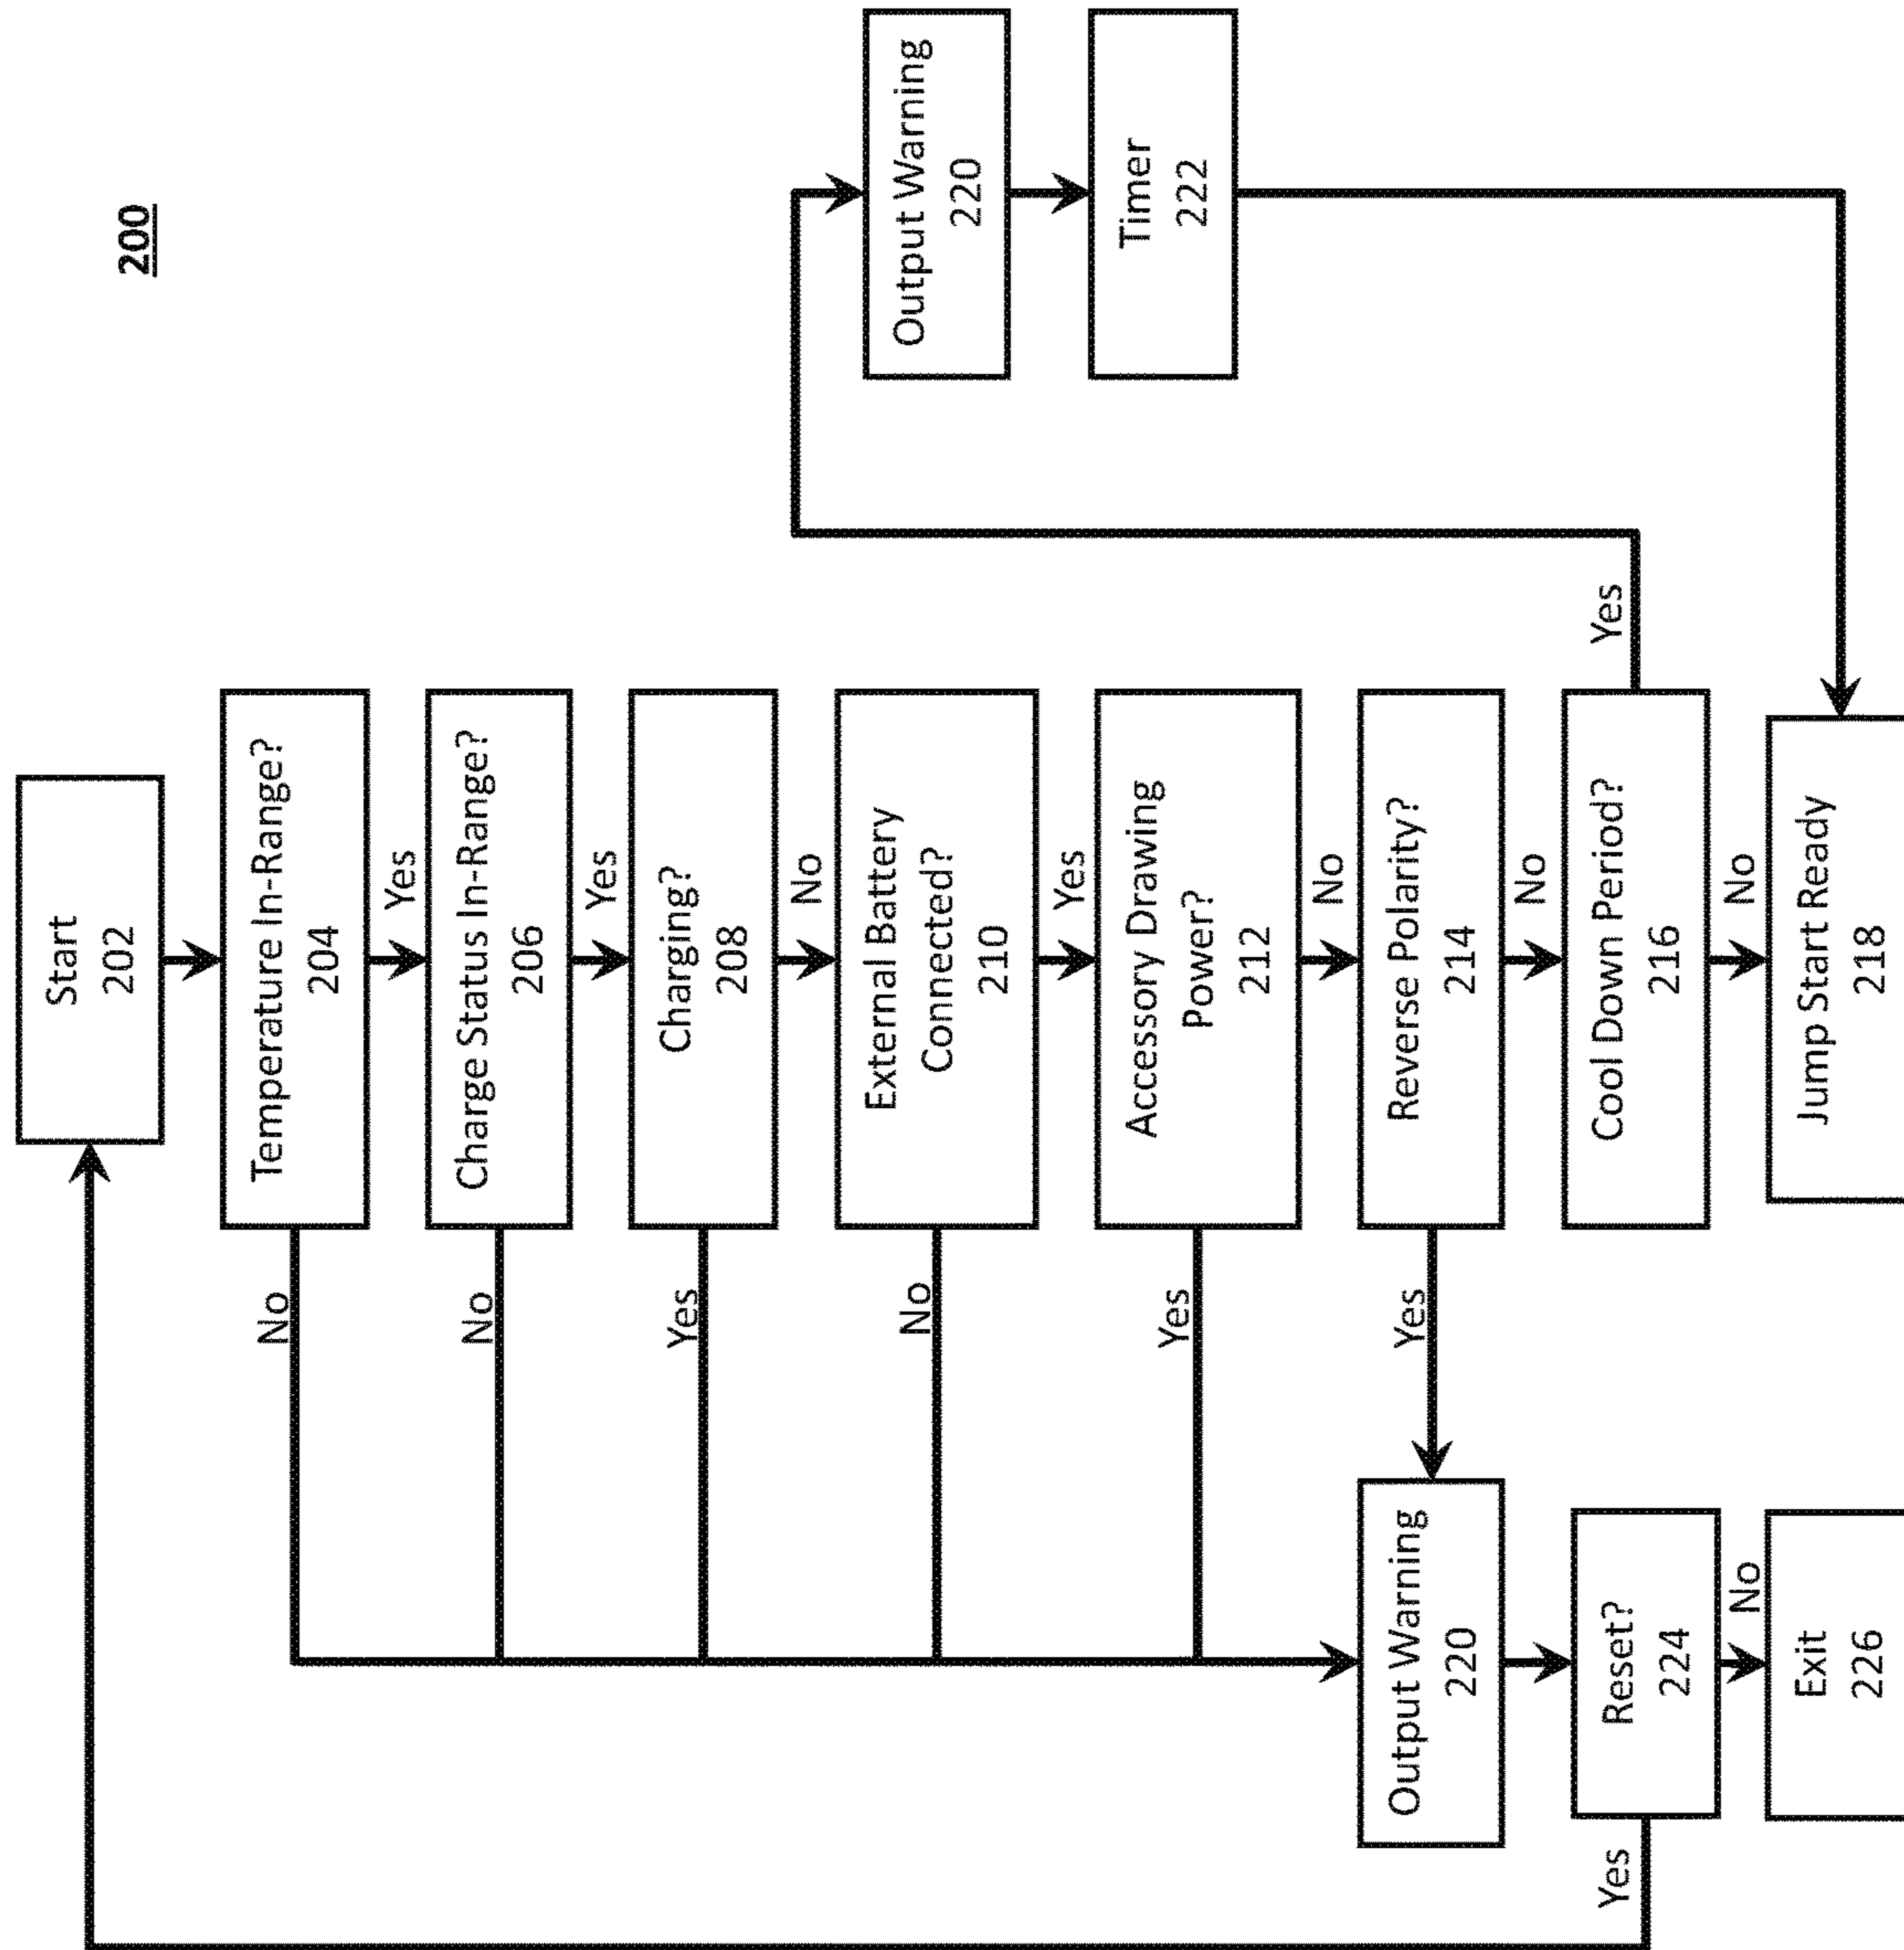 200
Start
202
Temperature In-Range?
204
No
Yes
Charge Status In-Range?
206
No
Yes
Charging?
208
Yes
No
External Battery
Connected?
210
No
Yes
Accessory Drawing
Power?
212
Yes
No
Reverse Polarity?
214
Yes
No
Cool Down Period?
216
Yes
No
Jump Start Ready
218
Output Warning
220
Timer
222
Output Warning
220
Reset?
224
Yes
No
Exit
226